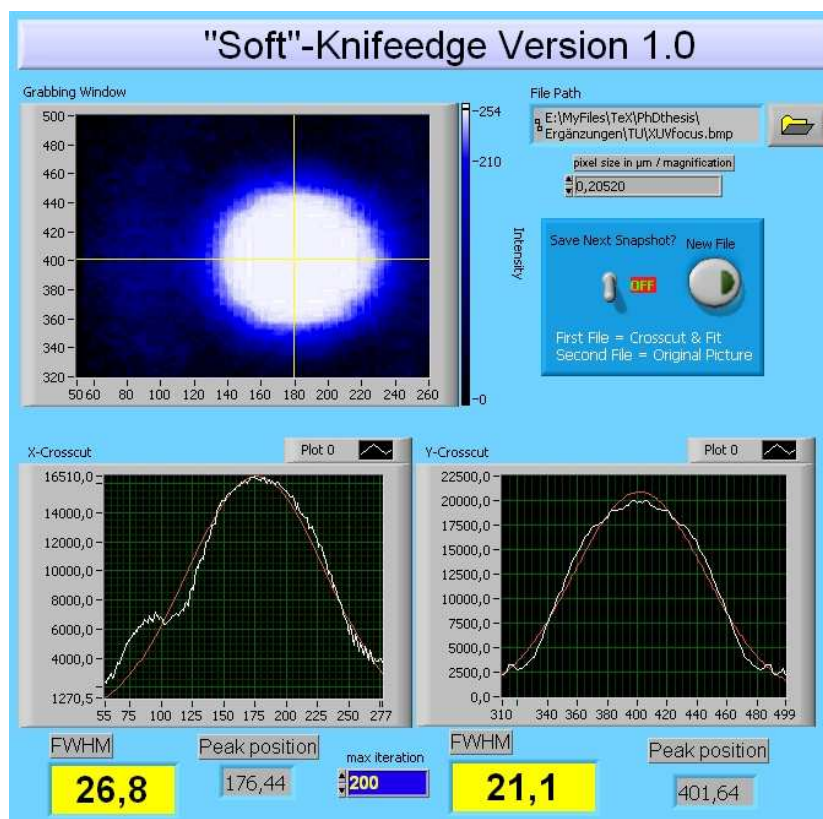 "Soft"-Knifeedge Version 1.0
Grabbing Window
500
480
460
440
420
400
380
360
340
320
50 60 80 100 120 140 160 180 200 220 240 260
254
210
0
Intensity
File Path
E:\MyFiles\TeX\PhDthesis\
Ergänzungen\TU\XUVfocus.bmp
pixel size in µm / magnification
0,20520
Save Next Snapshot? New File
OFF
First File = Crosscut & Fit
Second File = Original Picture
X-Crosscut
Plot 0
16510,0
14000,0
12000,0
10000,0
8000,0
6000,0
4000,0
1270,5
55 75 100 125 150 175 200 225 250 277
Y-Crosscut
Plot 0
22500,0
20000,0
17500,0
15000,0
12500,0
10000,0
7500,0
5000,0
2500,0
0,0
310 340 360 380 400 420 440 460 480 499
FWHM
26,8
Peak position
176,44
max iteration
200
FWHM
21,1
Peak position
401,64